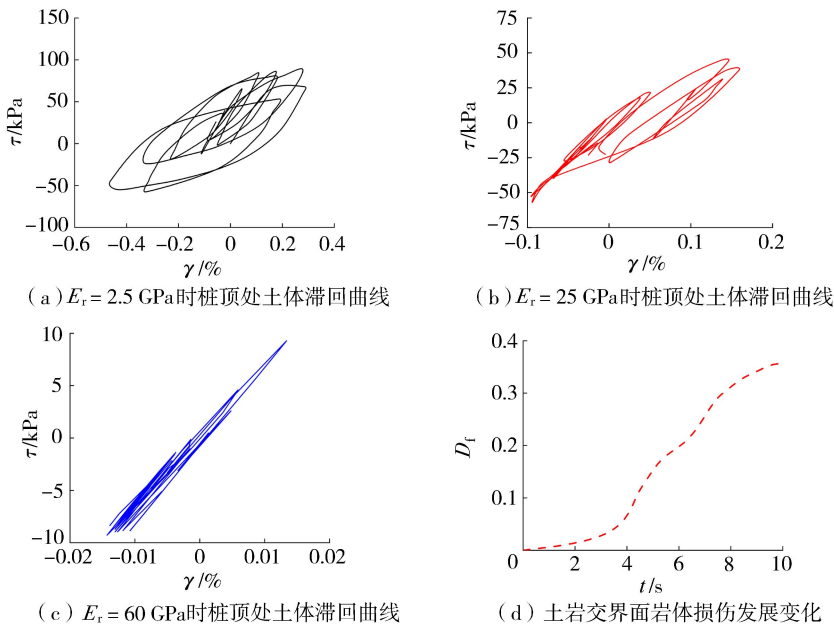 150
100
50
0
−50
−100
τ/kPa
−0.6 −0.4 −0.2 0 0.2 0.4
γ/%
(a) Er = 2.5 GPa时桩顶处土体滞回曲线
75
50
25
0
−25
−50
−75
τ/kPa
−0.1 0 0.1 0.2
γ/%
(b) Er = 25 GPa时桩顶处土体滞回曲线
10
5
0
−5
−10
τ/kPa
−0.02 −0.01 0 0.01 0.02
γ/%
(c) Er = 60 GPa时桩顶处土体滞回曲线
0.4
0.3
0.2
0.1
0
Df
2 4 6 8 10
t/s
(d) 土岩交界面岩体损伤发展变化